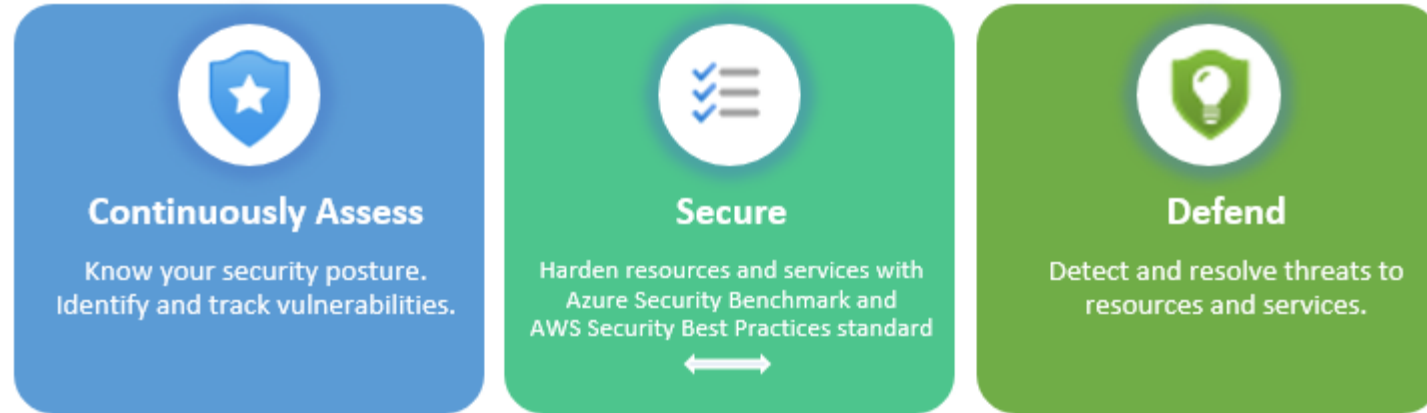 Continuously Assess
Know your security posture.
Identify and track vulnerabilities.
Secure
Harden resources and services with
Azure Security Benchmark and
AWS Security Best Practices standard
Defend
Detect and resolve threats to
resources and services.